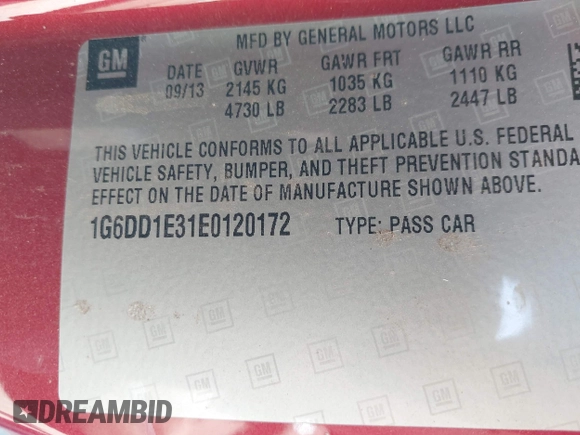 GM
MFD BY GENERAL MOTORS LLC
DATE GVWR GAWR FRT GAWR RR
09/13 2145 KG 1035 KG 1110 KG
4730 LB 2283 LB 2447 LB
THIS VEHICLE CONFORMS TO ALL APPLICABLE U.S. FEDERAL
VEHICLE SAFETY, BUMPER, AND THEFT PREVENTION STANDA
EFFECT ON THE DATE OF MANUFACTURE SHOWN ABOVE.
1G6DD1E31E0120172 TYPE: PASS CAR
DREAMBID